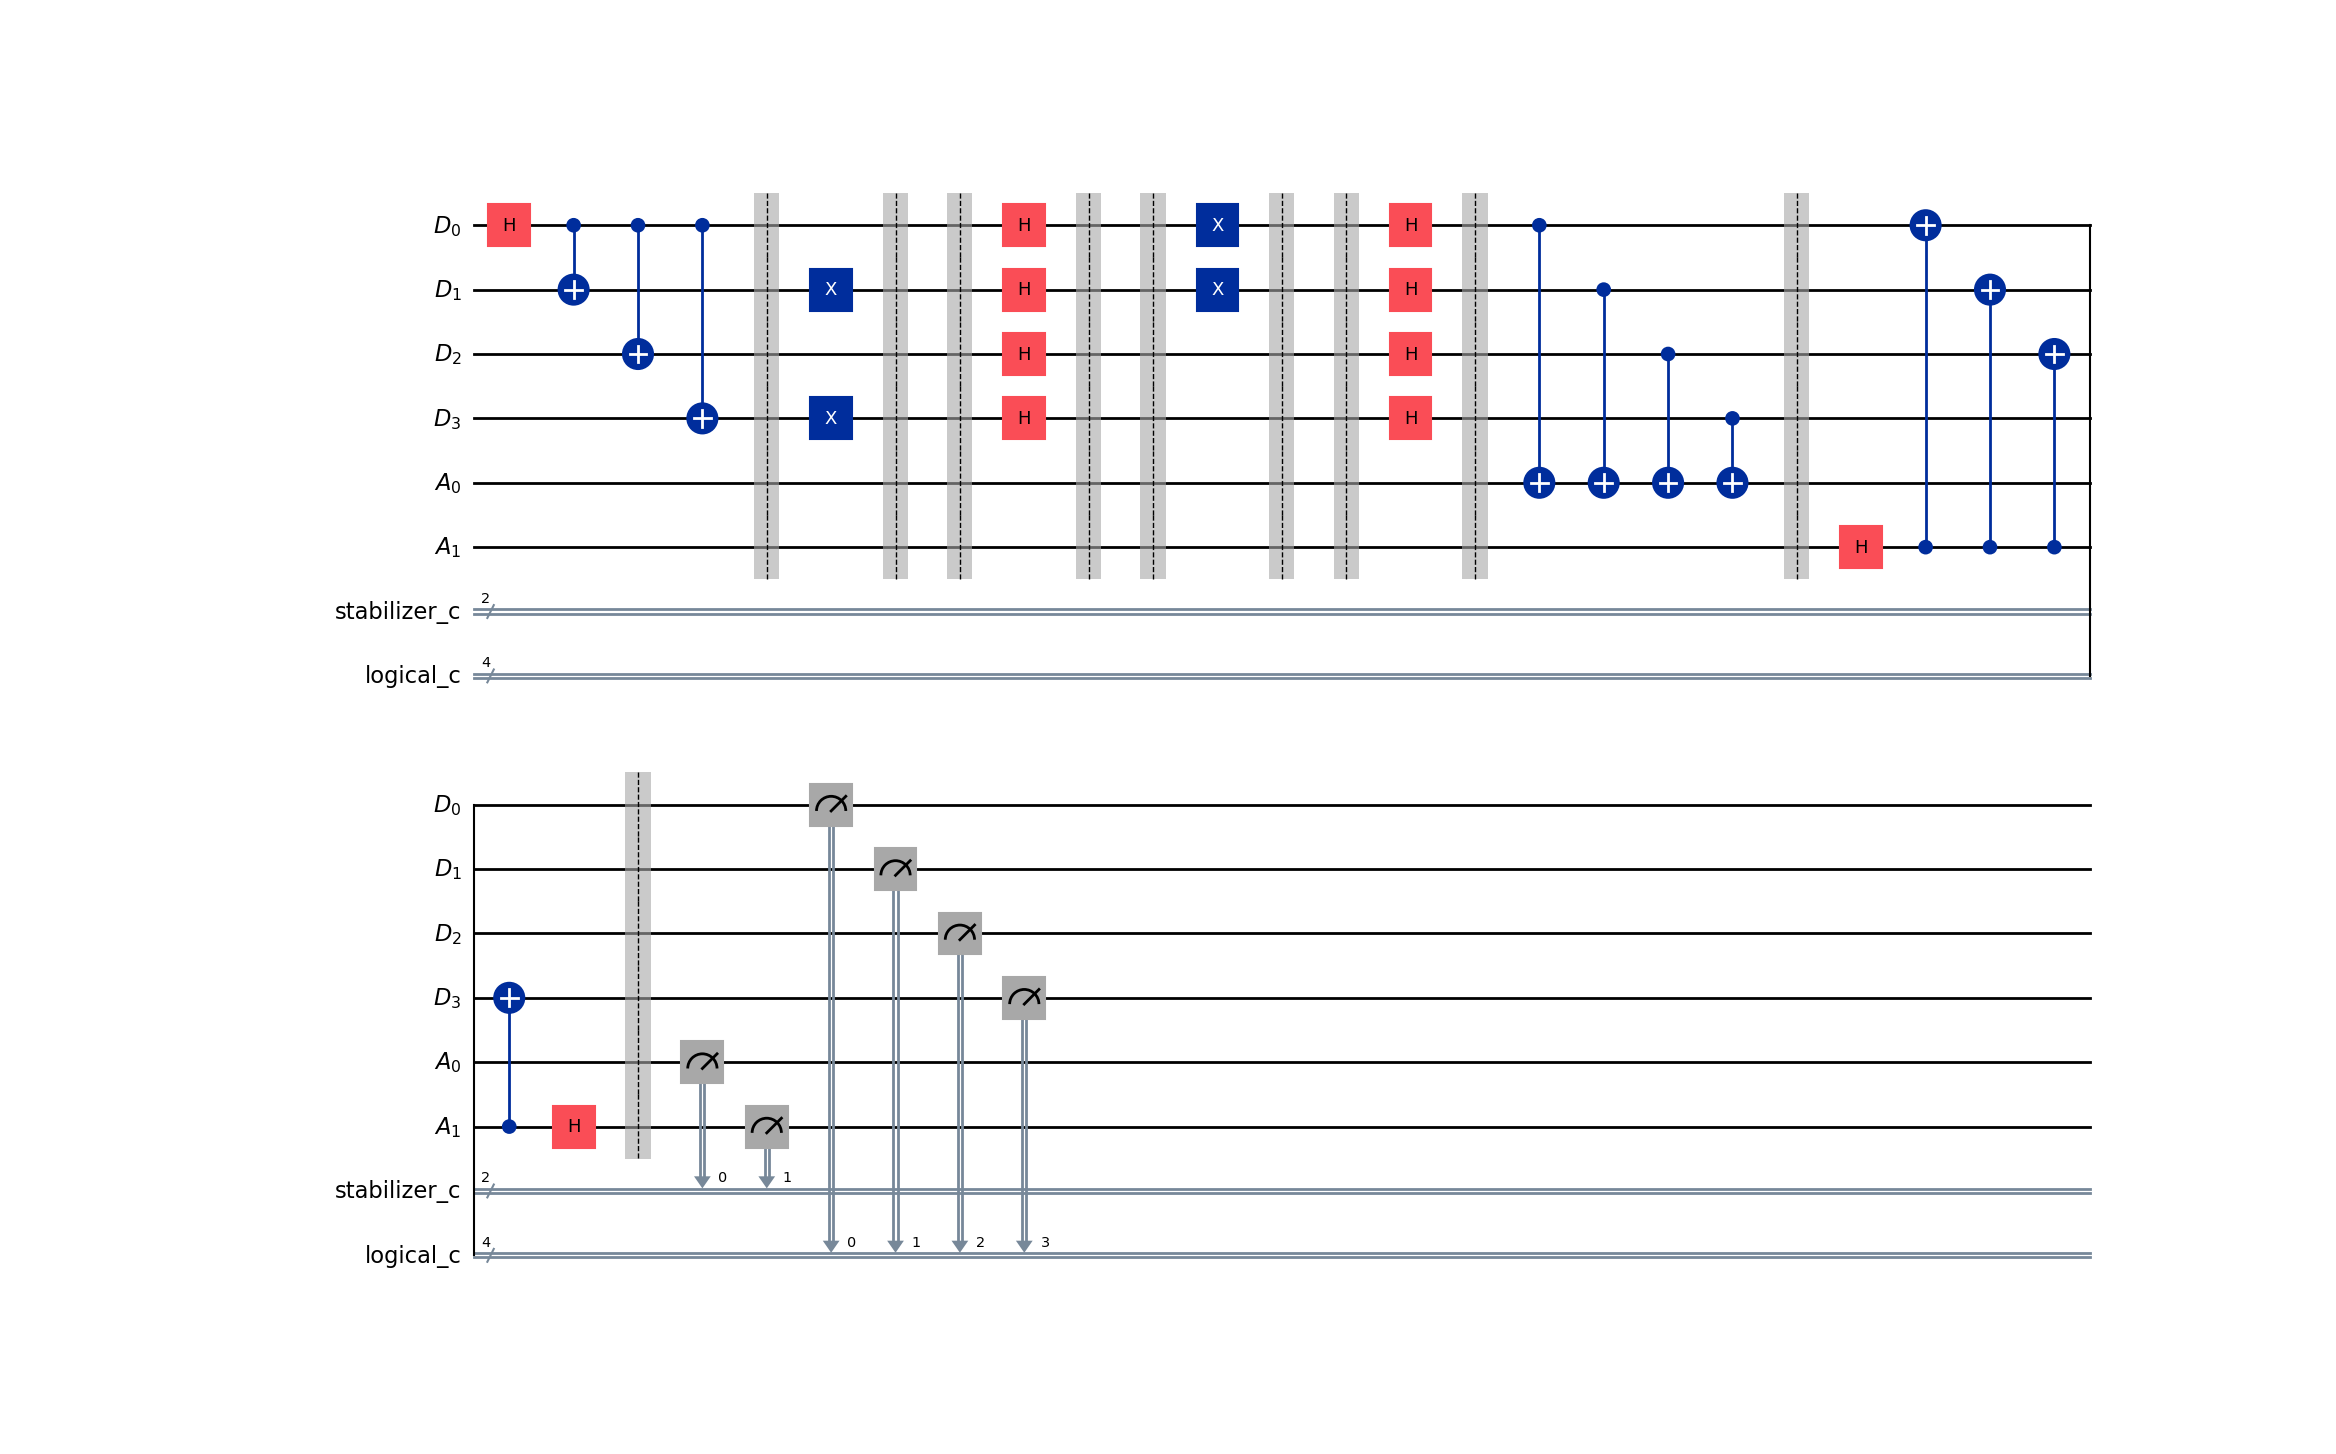 D0 H H X H
D1 X H X H
D2 H H
D3 X H H
A0
A1 H
stabilizer_c 2
logical_c 4
D0
D1
D2
D3
A0
A1 H
stabilizer_c 2 0 1
logical_c 4 0 1 2 3